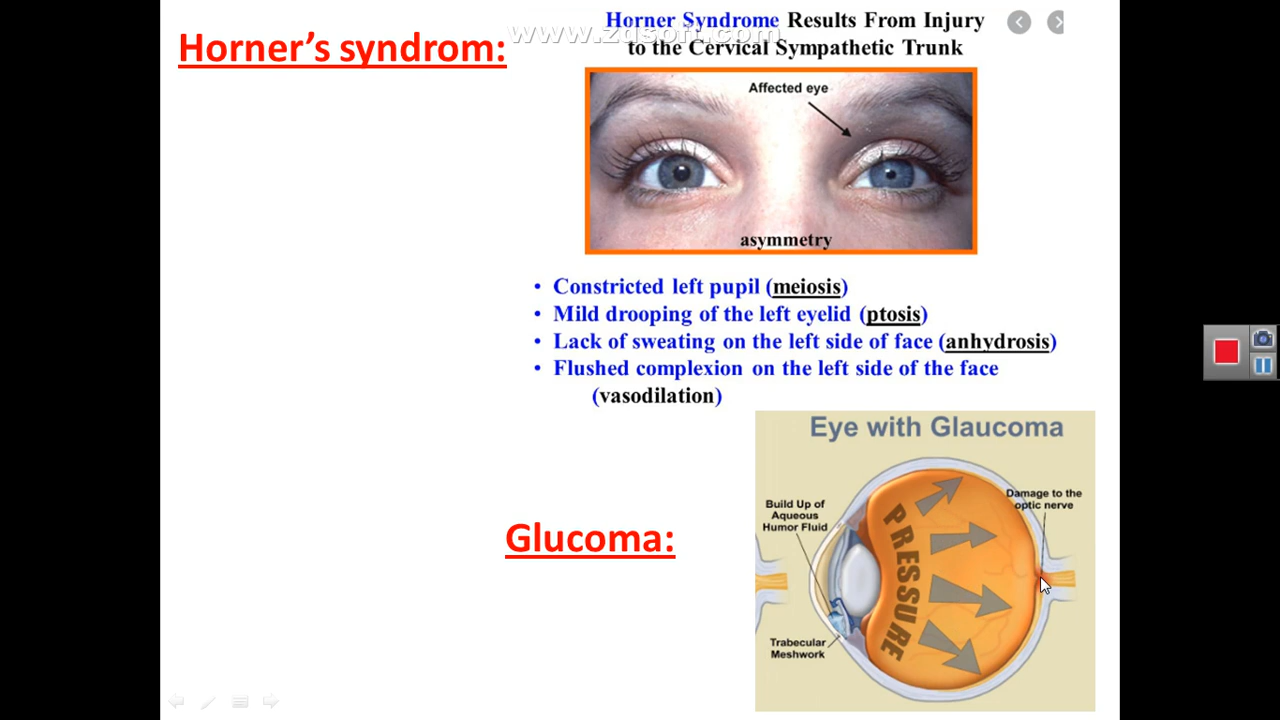 Horner’s syndrom:
www.zdsoft.com
Horner Syndrome Results From Injury
to the Cervical Sympathetic Trunk
Affected eye
asymmetry
• Constricted left pupil (meiosis)
• Mild drooping of the left eyelid (ptosis)
• Lack of sweating on the left side of face (anhydrosis)
• Flushed complexion on the left side of the face
(vasodilation)
Glucoma:
Eye with Glaucoma
Build Up of
Aqueous
Humor Fluid
Damage to the
optic nerve
PRESSURE
Trabecular
Meshwork